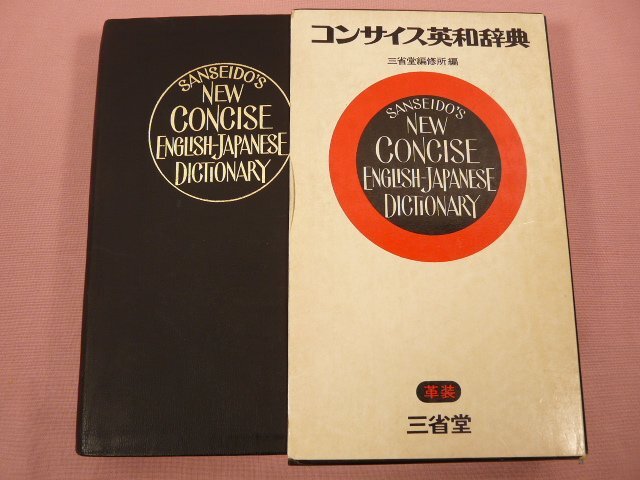 SANSEIDO'S
NEW
CONCISE
ENGLISH-JAPANESE
DICTIONARY
コンサイス英和辞典
三省堂編修所編
SANSEIDO'S
NEW
CONCISE
ENGLISH-JAPANESE
DICTIONARY
革装
三省堂